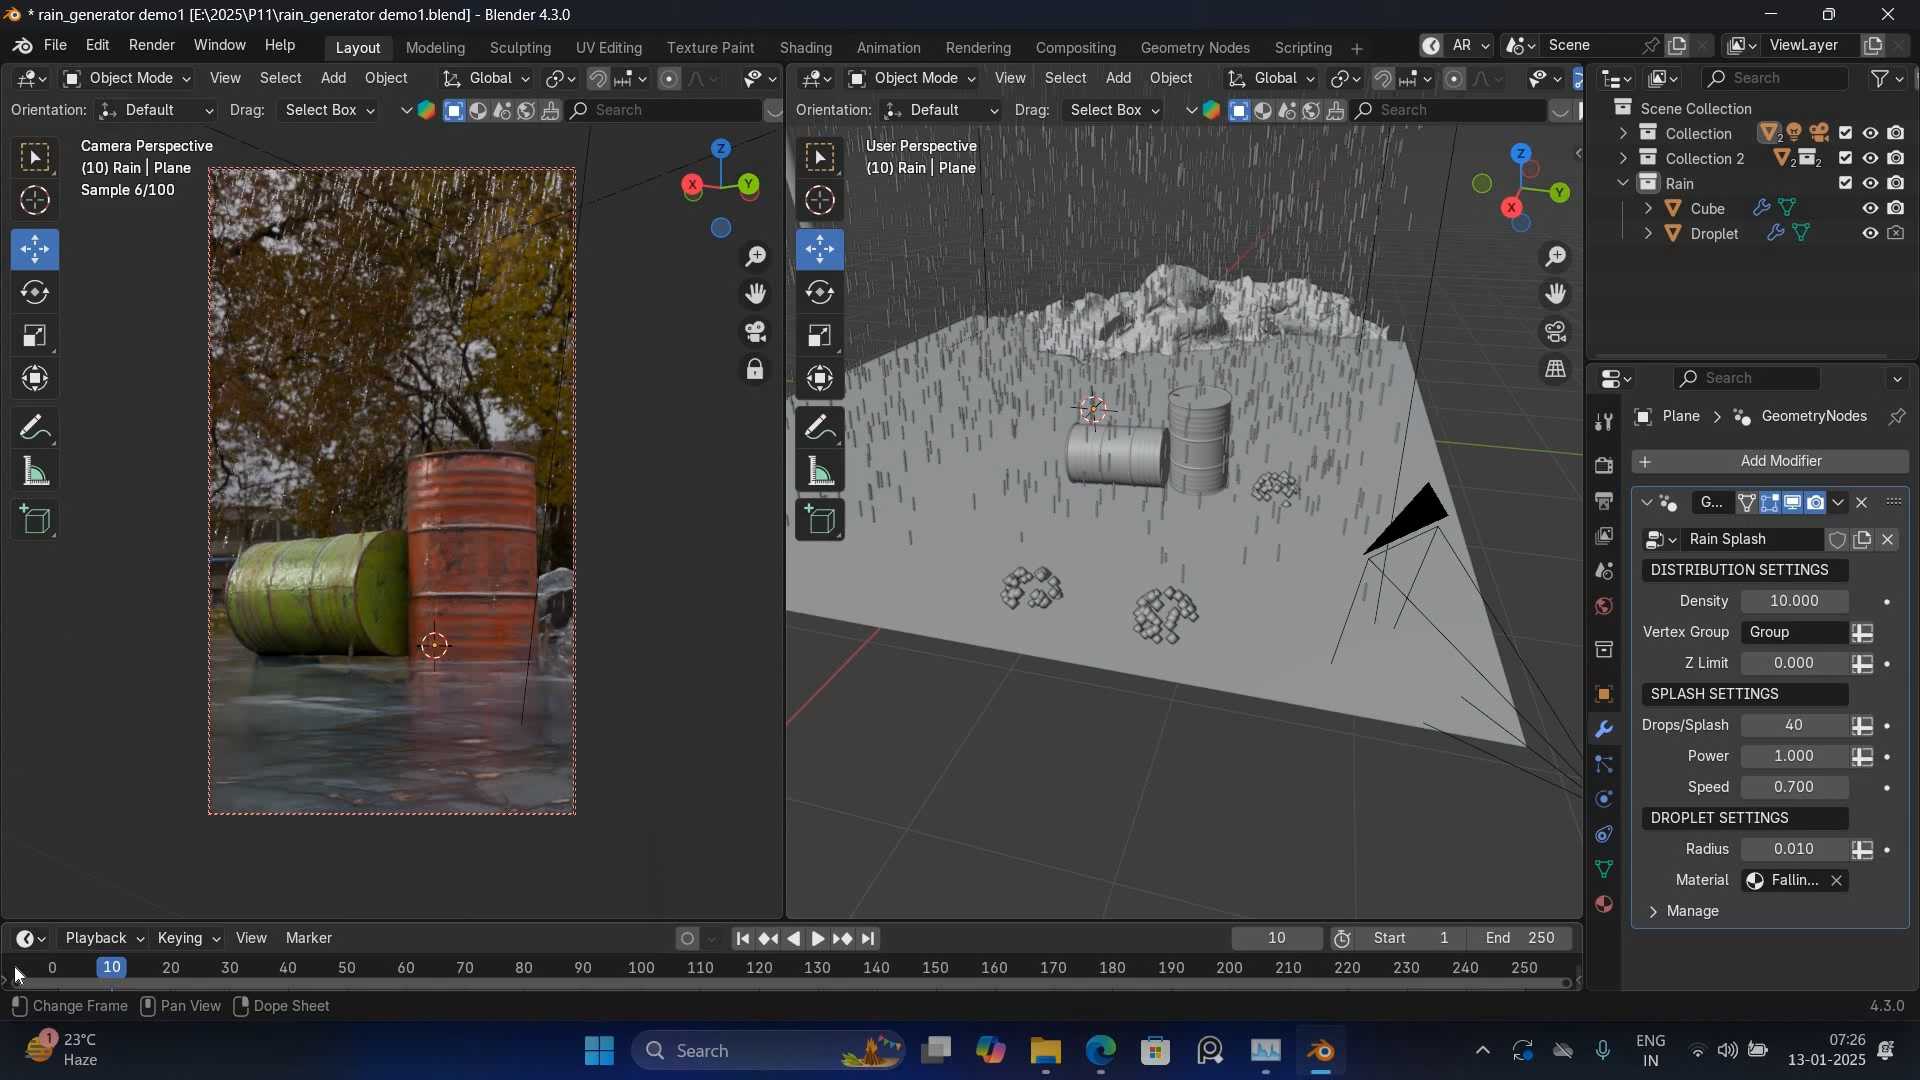 * rain_generator demo1 [E:\2025\P11\rain_generator demo1.blend] - Blender 4.3.0
File Edit Render Window Help Layout Modeling Sculpting UV Editing Texture Paint Shading Animation Rendering Compositing Geometry Nodes Scripting + AR Scene ViewLayer
Object Mode View Select Add Object Global
Orientation: Default Drag: Select Box Search
Camera Perspective
(10) Rain | Plane
Sample 6/100
Z
X
Y
Object Mode View Select Add Object Global
Orientation: Default Drag: Select Box Search
User Perspective
(10) Rain | Plane
Z
Y
X
Search
Scene Collection
Collection 2
Collection 2 2 2
Rain
Cube
Droplet
Search
Plane GeometryNodes
+ Add Modifier
G...
Rain Splash
DISTRIBUTION SETTINGS
Density 10.000
Vertex Group Group
Z Limit 0.000
SPLASH SETTINGS
Drops/Splash 40
Power 1.000
Speed 0.700
DROPLET SETTINGS
Radius 0.010
Material Fallin...
Manage
Playback Keying View Marker 10 Start 1 End 250
0 10 20 30 40 50 60 70 80 90 100 110 120 130 140 150 160 170 180 190 200 210 220 230 240 250
Change Frame Pan View Dope Sheet 4.3.0
1 23°C
Haze
Search
ENG
IN
07:26
13-01-2025